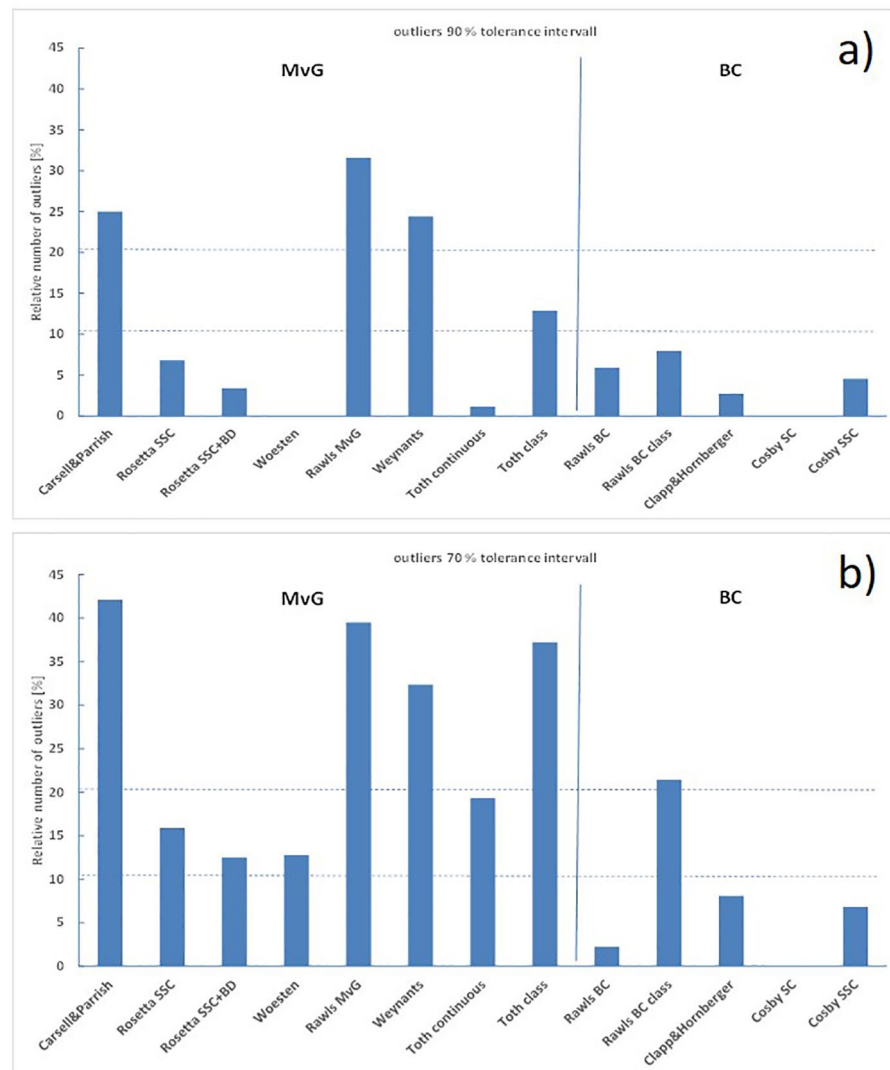 outliers 90 % tolerance intervall
a)
MvG
BC
Relative number of outliers [%]
45
40
35
30
25
20
15
10
5
0
Carsell&Parrish
Rosetta SSC
Rosetta SSC+BD
Woesten
Rawls MvG
Weynants
Toth continuous
Toth class
Rawls BC
Rawls BC class
Clapp&Hornberger
Cosby SC
Cosby SSC
outliers 70 % tolerance intervall
b)
MvG
BC
Relative number of outliers [%]
45
40
35
30
25
20
15
10
5
0
Carsell&Parrish
Rosetta SSC
Rosetta SSC+BD
Woesten
Rawls MvG
Weynants
Toth continuous
Toth class
Rawls BC
Rawls BC class
Clapp&Hornberger
Cosby SC
Cosby SSC